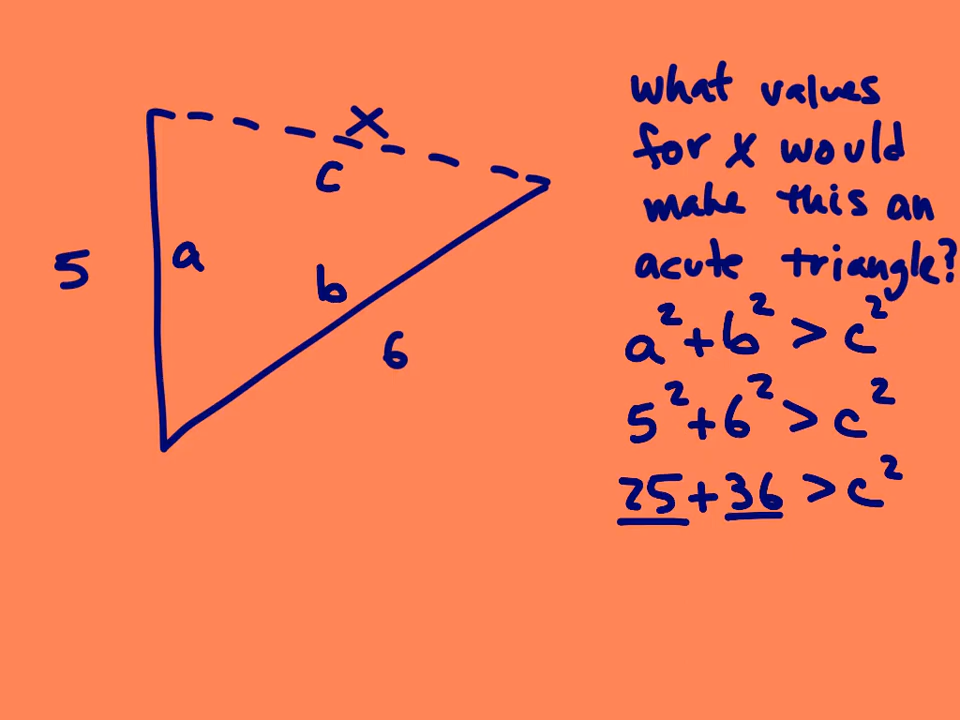 x
c
5
a
b
6
what values
for x would
make this an
acute triangle?
a² + b² > c²
5² + 6² > c²
25 + 36 > c²